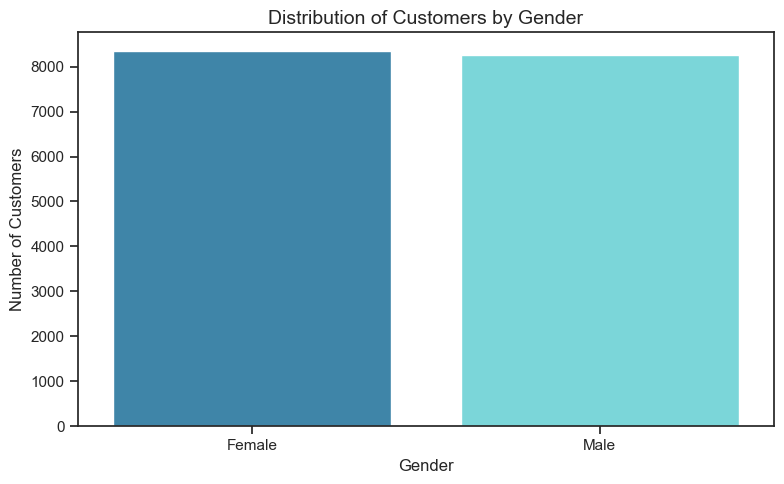 Distribution of Customers by Gender
Number of Customers
8000
7000
6000
5000
4000
3000
2000
1000
0
Female Male
Gender